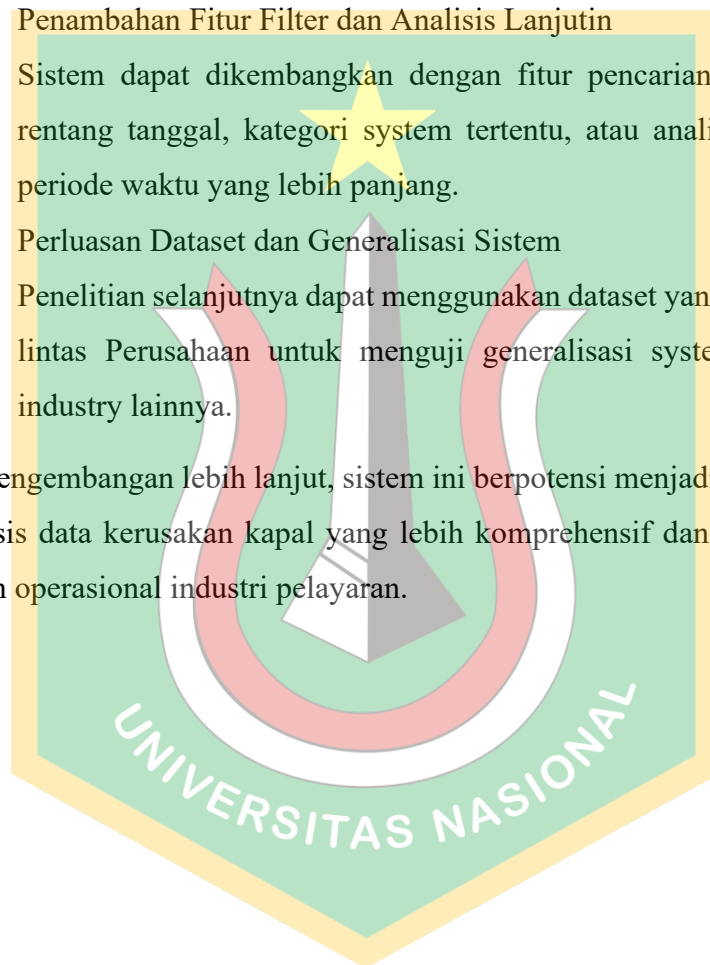 Penambahan Fitur Filter dan Analisis Lanjutin
Sistem dapat dikembangkan dengan fitur pencarian
rentang tanggal, kategori system tertentu, atau anali
periode waktu yang lebih panjang.
Perluasan Dataset dan Generalisasi Sistem
Penelitian selanjutnya dapat menggunakan dataset yan
lintas Perusahaan untuk menguji generalisasi syste
industry lainnya.
engembangan lebih lanjut, sistem ini berpotensi menjadi
sis data kerusakan kapal yang lebih komprehensif dan
n operasional industri pelayaran.
UNIVERSITAS NASIONAL